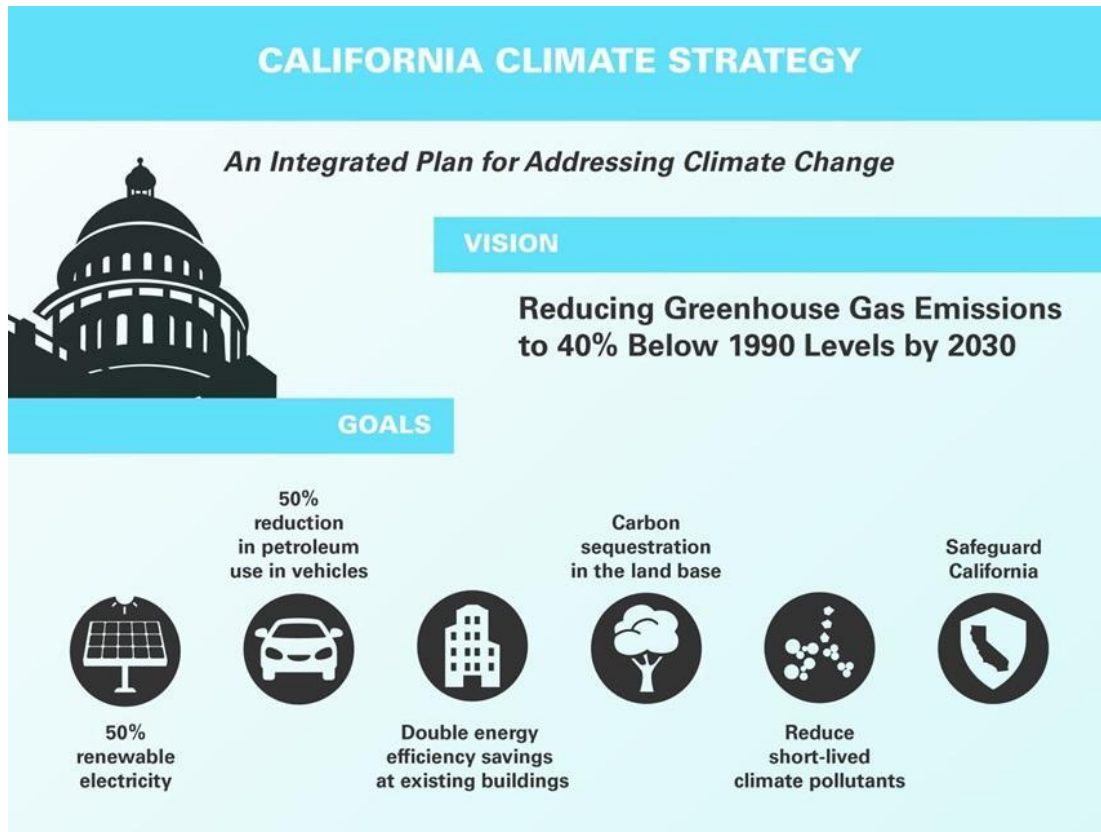 CALIFORNIA CLIMATE STRATEGY
An Integrated Plan for Addressing Climate Change
VISION
Reducing Greenhouse Gas Emissions
to 40% Below 1990 Levels by 2030
GOALS
50%
renewable
electricity
50%
reduction
in petroleum
use in vehicles
Double energy
efficiency savings
at existing buildings
Carbon
sequestration
in the land base
Reduce
short-lived
climate pollutants
Safeguard
California